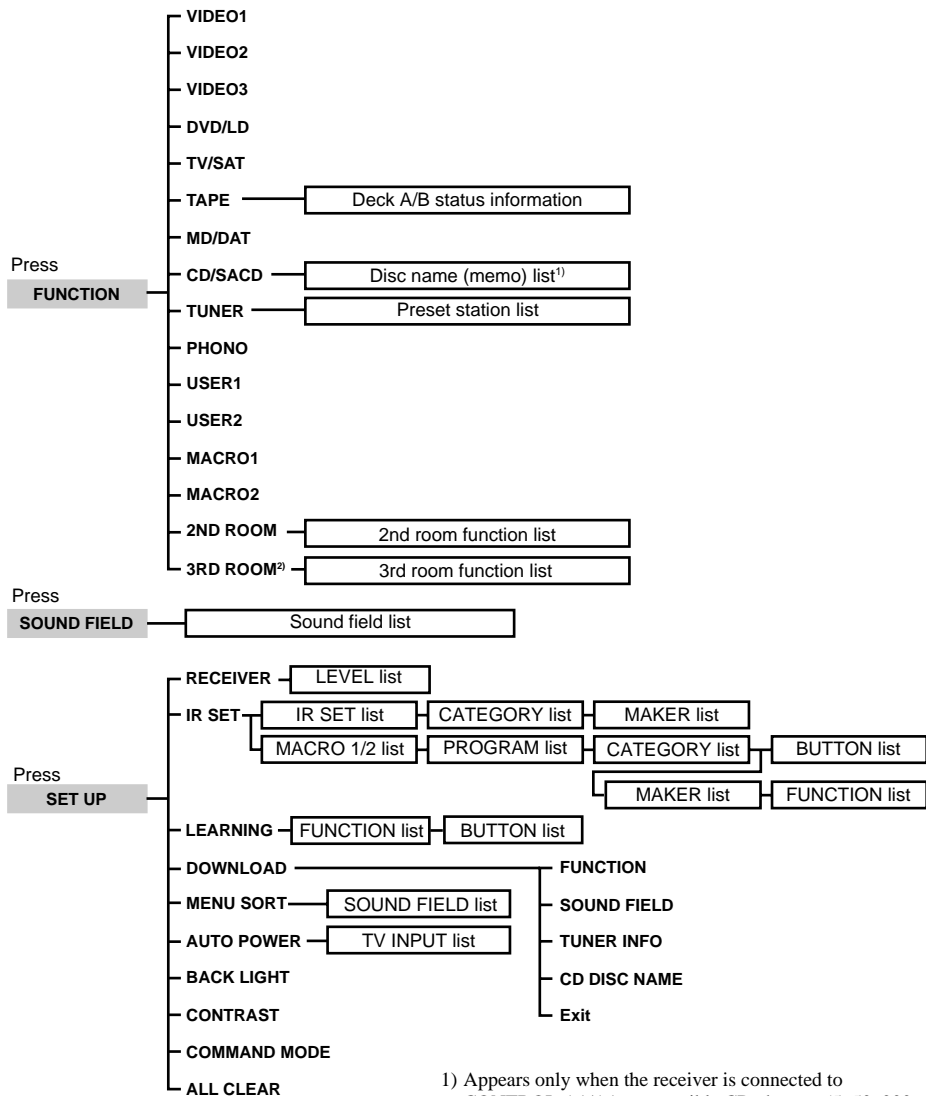 VIDEO1
VIDEO2
VIDEO3
DVD/LD
TV/SAT
TAPE Deck A/B status information
MD/DAT
Press
FUNCTION
CD/SACD Disc name (memo) list1)
TUNER Preset station list
PHONO
USER1
USER2
MACRO1
MACRO2
2ND ROOM 2nd room function list
3RD ROOM2) 3rd room function list
Press
SOUND FIELD Sound field list
RECEIVER LEVEL list
IR SET IR SET list CATEGORY list MAKER list
MACRO 1/2 list PROGRAM list CATEGORY list BUTTON list
MAKER list FUNCTION list
Press
SET UP
LEARNING FUNCTION list BUTTON list
DOWNLOAD FUNCTION
MENU SORT SOUND FIELD list SOUND FIELD
AUTO POWER TV INPUT list TUNER INFO
BACK LIGHT CD DISC NAME
CONTRAST Exit
COMMAND MODE
ALL CLEAR
1) Appears only when the receiver is connected to